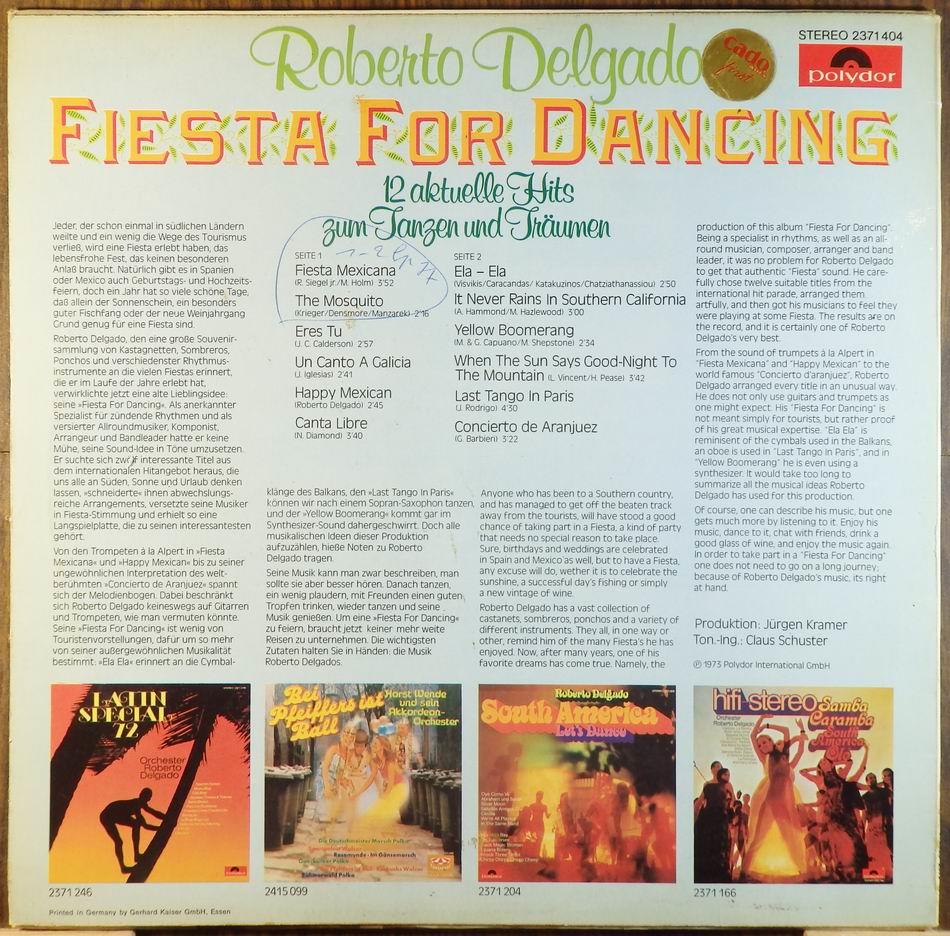 Roberto Delgado
Cado
STEREO 2371 404
polydor
FIESTA FOR DANCING
12 aktuelle Hits
zum Tanzen und Träumen
Jeder, der schon einmal in südlichen Ländern
weilte und ein wenig die Wege des Tourismus
verließ, wird eine Fiesta erlebt haben, das
lebensfrohe Fest, das keinen besonderen
Anlaß braucht. Natürlich gibt es in Spanien
oder Mexico auch Geburtstags- und Hochzeits-
feiern, doch ein Jahr hat so viele schöne Tage,
daß allein der Sonnenschein, ein besonders
guter Fischfang oder der neue Weinjahrgang
Grund genug für eine Fiesta sind.
Roberto Delgado, den eine große Souvenir-
sammlung von Kastagnetten, Sombreros,
Ponchos und verschiedenster Rhythmus-
instrumente an die vielen Fiestas erinnert,
die er im Laufe der Jahre erlebt hat,
verwirklichte jetzt eine alte Lieblingsidee:
seine »Fiesta For Dancing«. Als anerkannter
Spezialist für zündende Rhythmen und als
versierter Allroundmusiker, Komponist,
Arrangeur und Bandleader hatte er keine
Mühe, seine Sound-Idee in Töne umzusetzen.
Er suchte sich zwölf interessante Titel aus
dem internationalen Hitangebot heraus, die
uns alle an Süden, Sonne und Urlaub denken
lassen, »schneiderte« ihnen abwechslungs-
reiche Arrangements, versetzte seine Musiker
in Fiesta-Stimmung und erhielt so eine
Langspielplatte, die zu seinen interessantesten
gehört.
Von den Trompeten à la Alpert in »Fiesta
Mexicana« und »Happy Mexican« bis zu seiner
ungewöhnlichen Interpretation des welt-
berühmten »Concierto de Aranjuez« spannt
sich der Melodienbogen. Dabei beschränkt
sich Roberto Delgado keineswegs auf Gitarren
und Trompeten, wie man vermuten könnte.
Seine »Fiesta For Dancing« ist wenig von
Touristenvorstellungen, dafür um so mehr
von seiner außergewöhnlichen Musikalität
bestimmt: »Ela Ela« erinnert an die Cymbal-
SEITE 1
Fiesta Mexicana
(R. Siegel jr./M. Holm) 3'52
The Mosquito
(Krieger/Densmore/Manzarek) 2'16
Eres Tu
(J. C. Calderson) 2'57
Un Canto A Galicia
(J. Iglesias) 2'41
Happy Mexican
(Roberto Delgado) 2'45
Canta Libre
(N. Diamond) 3'40
SEITE 2
Ela – Ela
(Visvikis/Caracandas/Katakuzinos/Chatziathanassiou) 2'50
It Never Rains In Southern California
(A. Hammond/M. Hazlewood) 3'00
Yellow Boomerang
(M. & G. Capuano/M. Shepstone) 2'34
When The Sun Says Good-Night To
The Mountain (L. Vincent/H. Pease) 3'42
Last Tango In Paris
(J. Rodrigo) 4'30
Concierto de Aranjuez
(G. Barbieri) 3'22
klänge des Balkans, den »Last Tango In Paris«
können wir nach einem Sopran-Saxophon tanzen,
und der »Yellow Boomerang« kommt gar im
Synthesizer-Sound dahergeschwirrt. Doch alle
musikalischen Ideen dieser Produktion
aufzuzählen, hieße Noten zu Roberto
Delgado tragen.
Seine Musik kann man zwar beschreiben, man
sollte sie aber besser hören. Danach tanzen,
ein wenig plaudern, mit Freunden einen guten
Tropfen trinken, wieder tanzen und seine
Musik genießen. Um eine »Fiesta For Dancing«
zu feiern, braucht jetzt keiner mehr weite
Reisen zu unternehmen. Die wichtigsten
Zutaten halten Sie in Händen: die Musik
Roberto Delgados.
Anyone who has been to a Southern country,
and has managed to get off the beaten track
away from the tourists, will have stood a good
chance of taking part in a Fiesta, a kind of party
that needs no special reason to take place.
Sure, birthdays and weddings are celebrated
in Spain and Mexico as well, but to have a Fiesta,
any excuse will do, wether it is to celebrate the
sunshine, a successful day's fishing or simply
a new vintage of wine.
Roberto Delgado has a vast collection of
castanets, sombreros, ponchos and a variety of
different instruments. They all, in one way or
other, remind him of the many Fiesta's he has
enjoyed. Now, after many years, one of his
favorite dreams has come true. Namely, the
production of this album "Fiesta For Dancing".
Being a specialist in rhythms, as well as an all-
round musician, composer, arranger and band
leader, it was no problem for Roberto Delgado
to get that authentic "Fiesta" sound. He care-
fully chose twelve suitable titles from the
international hit parade, arranged them
artfully, and then got his musicians to feel they
were playing at some Fiesta. The results are on
the record, and it is certainly one of Roberto
Delgado's very best.
From the sound of trumpets à la Alpert in
"Fiesta Mexicana" and "Happy Mexican" to the
world famous "Concierto d'aranjuez", Roberto
Delgado arranged every title in an unusual way.
He does not only use guitars and trumpets as
one might expect. His "Fiesta For Dancing" is
not meant simply for tourists, but rather proof
of his great musical expertise. "Ela Ela" is
reminisent of the cymbals used in the Balkans,
an oboe is used in "Last Tango In Paris", and in
"Yellow Boomerang" he is even using a
synthesizer. It would take too long to
summarize all the musical ideas Roberto
Delgado has used for this production.
Of course, one can describe his music, but one
gets much more by listening to it. Enjoy his
music, dance to it, chat with friends, drink a
good glass of wine, and enjoy the music again.
In order to take part in a "Fiesta For Dancing"
one does not need to go on a long journey;
because of Roberto Delgado's music, its right
at hand.
Produktion: Jürgen Kramer
Ton.-Ing.: Claus Schuster
℗ 1973 Polydor International GmbH
LATIN
SPECIAL
72
Orchester
Roberto
Delgado
2371 246
Bei
Pfeiffers ist
Ball
Horst Wende
und sein
Akkordeon-
Orchester
Die Deutschmeister Marsch Polka
Rosamunde · Im Gänsemarsch
Böhmerwald Polka
2415 099
Roberto Delgado
South America
Let's Dance
2371 204
hifi-stereo
Orchester
Roberto
Delgado
Samba
Caramba
South
America
Olé
2371 166
Printed in Germany by Gerhard Kaiser GmbH, Essen